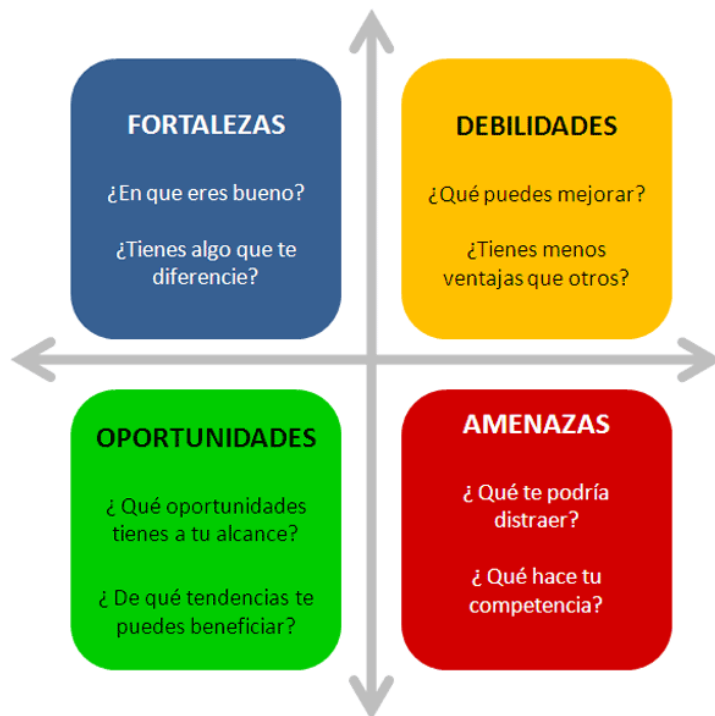 FORTALEZAS
¿En que eres bueno?
¿Tienes algo que te
diferencie?
DEBILIDADES
¿Qué puedes mejorar?
¿Tienes menos
ventajas que otros?
OPORTUNIDADES
¿ Qué oportunidades
tienes a tu alcance?
¿ De qué tendencias te
puedes beneficiar?
AMENAZAS
¿ Qué te podría
distraer?
¿ Qué hace tu
competencia?